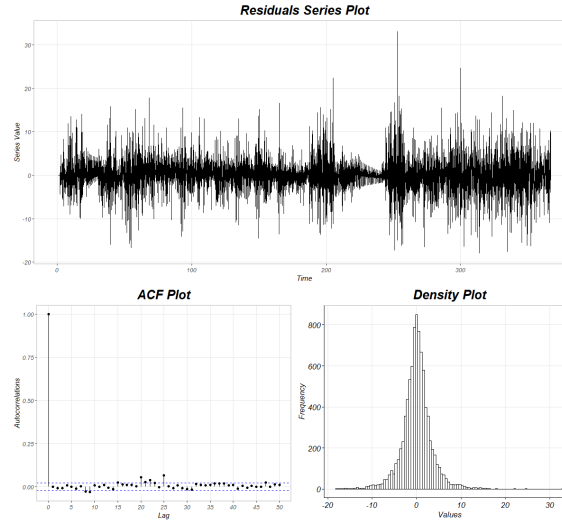 Residuals Series Plot
Series Value
30
20
10
0
-10
-20
0
100
200
300
Time
ACF Plot
Autocorrelations
1.00
0.75
0.50
0.25
0.00
0 5 10 15 20 25 30 35 40 45 50
Lag
Density Plot
Frequency
800
600
400
200
0
-20 -10 0 10 20 30
Values